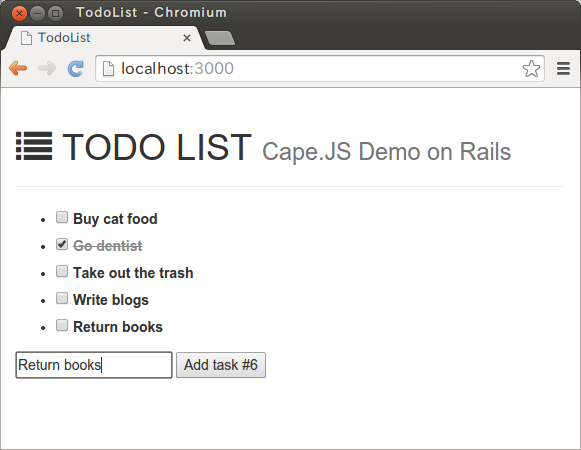 TodoList - Chromium
TodoList
localhost:3000
TODO LIST Cape.JS Demo on Rails
Buy cat food
Go dentist
Take out the trash
Write blogs
Return books
Return books Add task #6